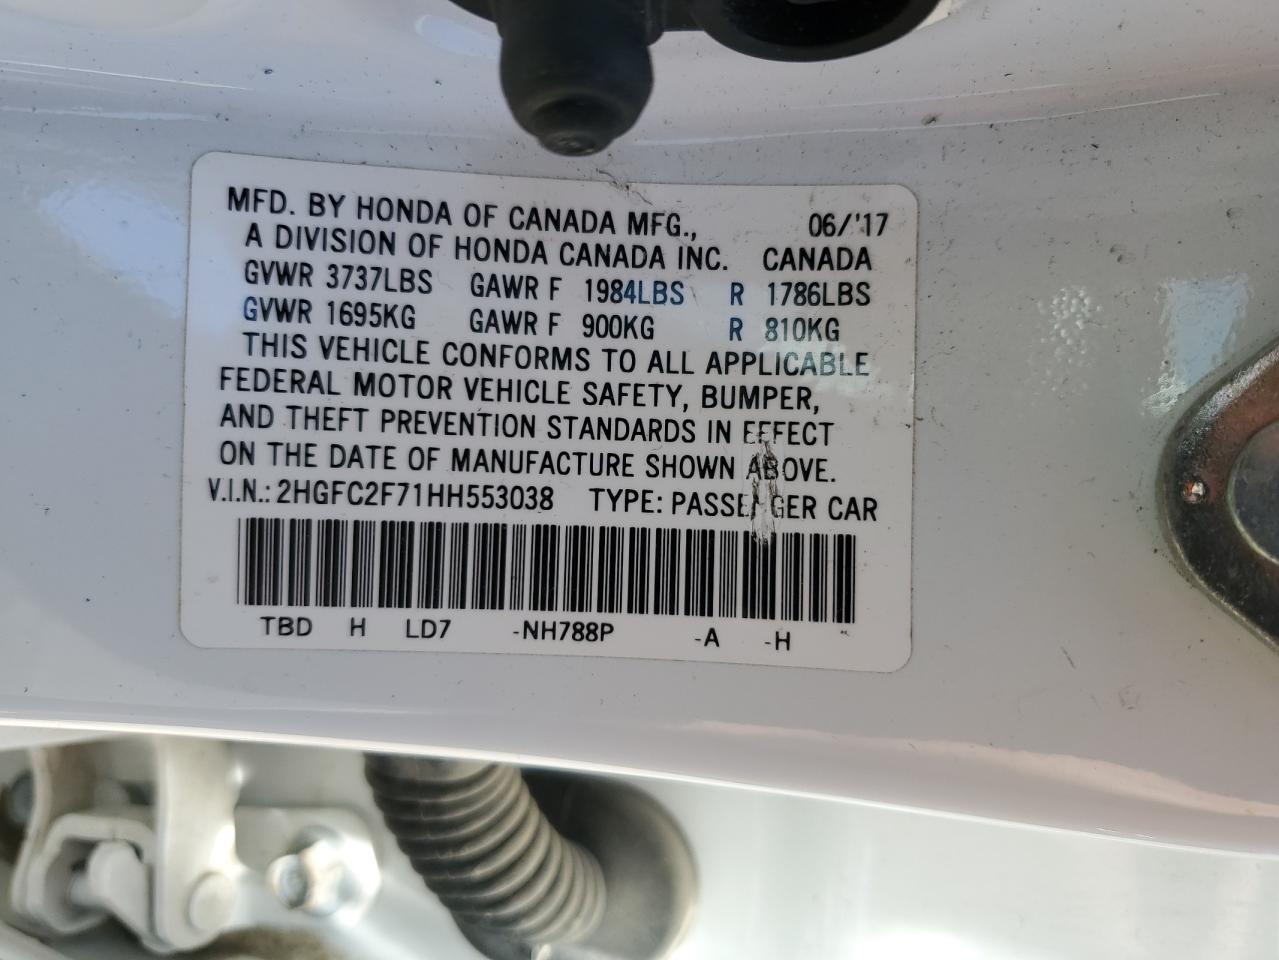 MFD. BY HONDA OF CANADA MFG., 06/'17
A DIVISION OF HONDA CANADA INC. CANADA
GVWR 3737LBS GAWR F 1984LBS R 1786LBS
GVWR 1695KG GAWR F 900KG R 810KG
THIS VEHICLE CONFORMS TO ALL APPLICABLE
FEDERAL MOTOR VEHICLE SAFETY, BUMPER,
AND THEFT PREVENTION STANDARDS IN EFFECT
ON THE DATE OF MANUFACTURE SHOWN ABOVE.
V.I.N.: 2HGFC2F71HH553038 TYPE: PASSENGER CAR
TBD H LD7 -NH788P -A -H